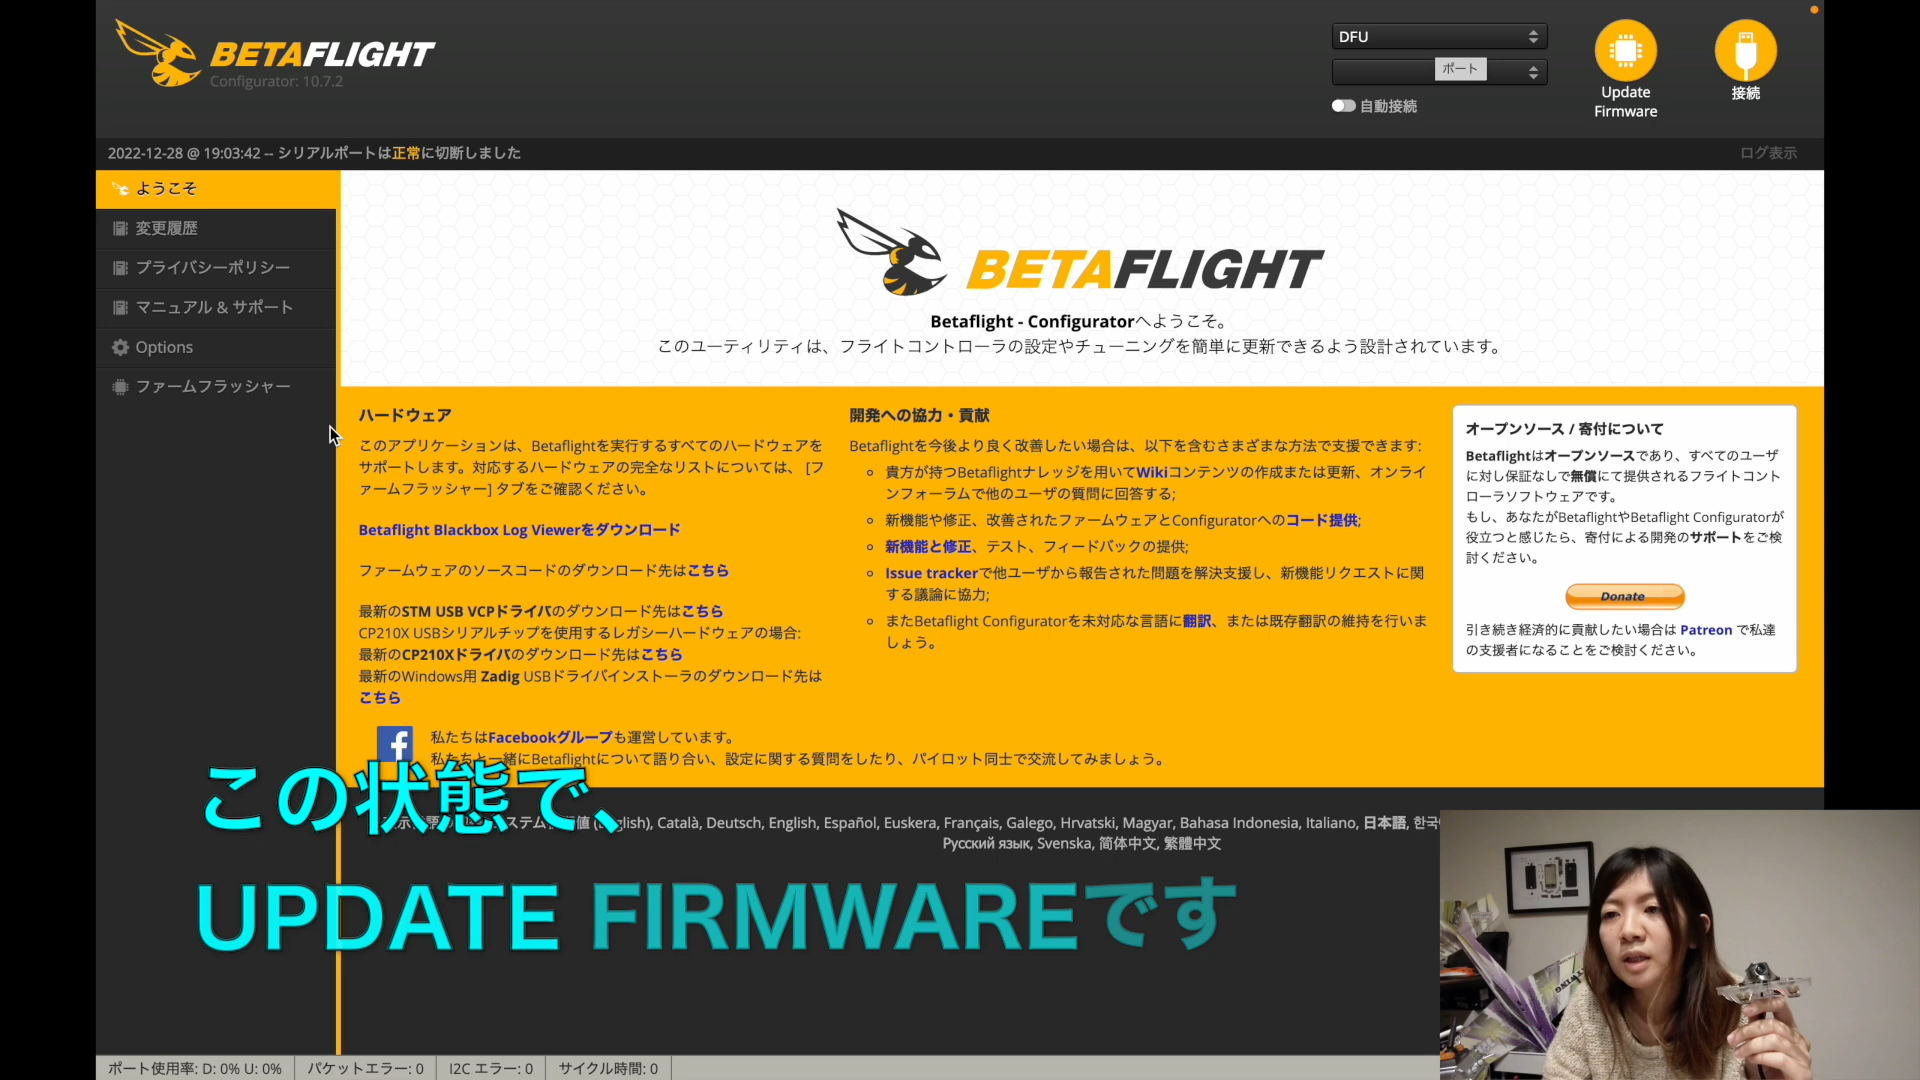 BETAFLIGHT
Configurator: 10.7.2
DFU
ポート
自動接続
Update
Firmware
接続
2022-12-28 @ 19:03:42 -- シリアルポートは正常に切断しました
ログ表示
ようこそ
変更履歴
プライバシーポリシー
マニュアル & サポート
Options
ファームフラッシャー
BETAFLIGHT
Betaflight - Configuratorへようこそ。
このユーティリティは、フライトコントローラの設定やチューニングを簡単に更新できるよう設計されています。
ハードウェア
このアプリケーションは、Betaflightを実行するすべてのハードウェアを
サポートします。対応するハードウェアの完全なリストについては、 [フ
ァームフラッシャー] タブをご確認ください。
Betaflight Blackbox Log Viewerをダウンロード
ファームウェアのソースコードのダウンロード先はこちら
最新のSTM USB VCPドライバのダウンロード先はこちら
CP210X USBシリアルチップを使用するレガシーハードウェアの場合:
最新のCP210Xドライバのダウンロード先はこちら
最新のWindows用 Zadig USBドライバインストーラのダウンロード先は
こちら
私たちはFacebookグループも運営しています。
私たちと一緒にBetaflightについて語り合い、設定に関する質問をしたり、パイロット同士で交流してみましょう。
開発への協力・貢献
Betaflightを今後より良く改善したい場合は、以下を含むさまざまな方法で支援できます:
貴方が持つBetaflightナレッジを用いてWikiコンテンツの作成または更新、オンライ
ンフォーラムで他のユーザの質問に回答する;
新機能や修正、改善されたファームウェアとConfiguratorへのコード提供;
新機能と修正、テスト、フィードバックの提供;
Issue trackerで他ユーザから報告された問題を解決支援し、新機能リクエストに関
する議論に協力;
またBetaflight Configuratorを未対応な言語に翻訳、または既存翻訳の維持を行いま
しょう。
オープンソース / 寄付について
Betaflightはオープンソースであり、すべてのユーザ
に対し保証なしで無償にて提供されるフライトコント
ローラソフトウェアです。
もし、あなたがBetaflightやBetaflight Configuratorが
役立つと感じたら、寄付による開発のサポートをご検
討ください。
Donate
引き続き経済的に貢献したい場合は Patreon で私達
の支援者になることをご検討ください。
この状態で、
Català, Deutsch, English, Español, Euskera, Français, Galego, Hrvatski, Magyar, Bahasa Indonesia, Italiano, 日本語,
Русский язык, Svenska, 简体中文, 繁體中文
UPDATE FIRMWAREです
ポート使用率: D: 0% U: 0%
パケットエラー: 0
I2C エラー: 0
サイクル時間: 0